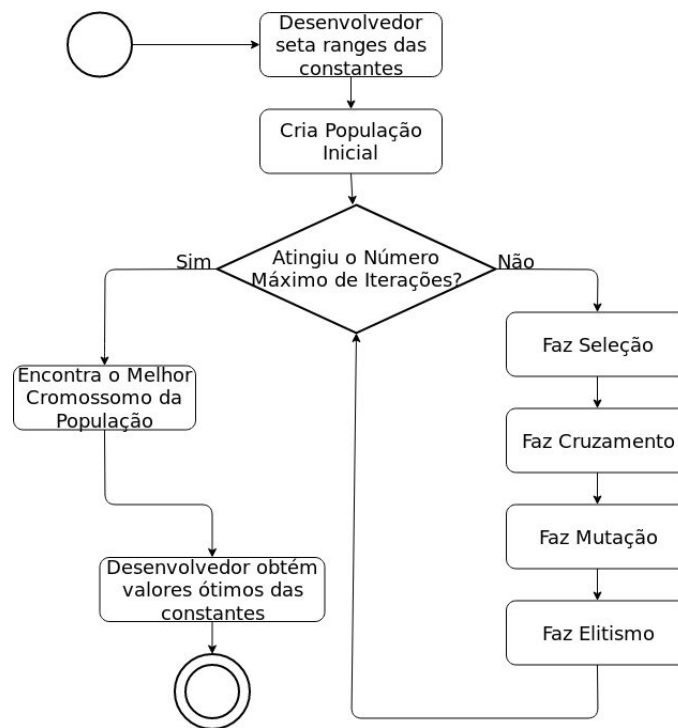 Desenvolvedor
seta ranges das
constantes
Cria População
Inicial
Atingiu o Número
Máximo de Iterações?
Sim
Não
Encontra o Melhor
Cromossomo da
População
Desenvolvedor obtém
valores ótimos das
constantes
Faz Seleção
Faz Cruzamento
Faz Mutação
Faz Elitismo